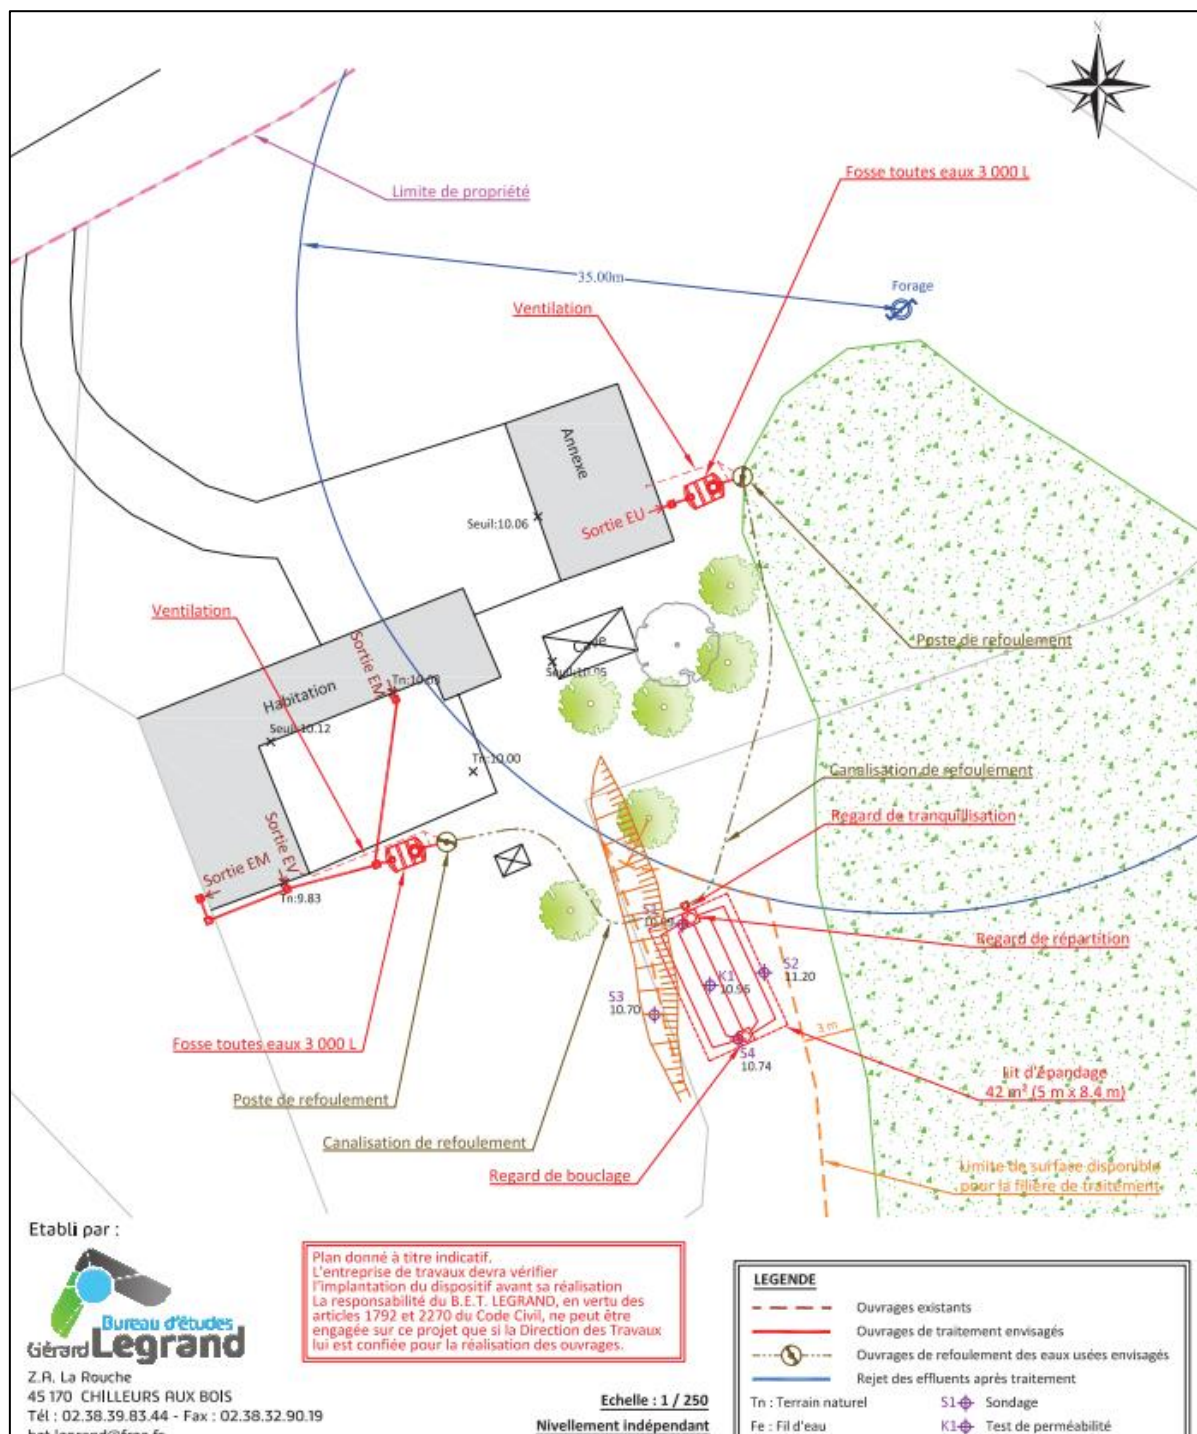 N
Fosse toutes eaux 3 000 L
Limite de propriété
35.00m
Forage
Ventilation
Annexe
Seuil:10.06
Sortie EU
Ventilation
Sortie EM
Poste de refoulement
Tn:10.03
Seuil:10.05
Habitation
Seuil:10.12
Tn:10.00
Canalisation de refoulement
Regard de tranquillisation
Sortie EV
Sortie EM
Tn:9.83
Regard de répartition
S2
11.20
K1
10.95
S3
10.70
3 m
Fosse toutes eaux 3 000 L
S4
10.74
Lit d'épandage
42 m² (5 m x 8.4 m)
Poste de refoulement
Canalisation de refoulement
Regard de bouclage
Limite de surface disponible
pour la filière de traitement
Etabli par :
Bureau d'études
Gérard Legrand
Z.A. La Rouche
45 170 CHILLEURS AUX BOIS
Tél : 02.38.39.83.44 - Fax : 02.38.32.90.19
Plan donné à titre indicatif.
L'entreprise de travaux devra vérifier
l'implantation du dispositif avant sa réalisation
La responsabilité du B.E.T. LEGRAND, en vertu des
articles 1792 et 2270 du Code Civil, ne peut être
engagée sur ce projet que si la Direction des Travaux
lui est confiée pour la réalisation des ouvrages.
Echelle : 1 / 250
Nivellement indépendant
LEGENDE
Ouvrages existants
Ouvrages de traitement envisagés
Ouvrages de refoulement des eaux usées envisagés
Rejet des effluents après traitement
Tn : Terrain naturel
S1 Sondage
Fe : Fil d'eau
K1 Test de perméabilité